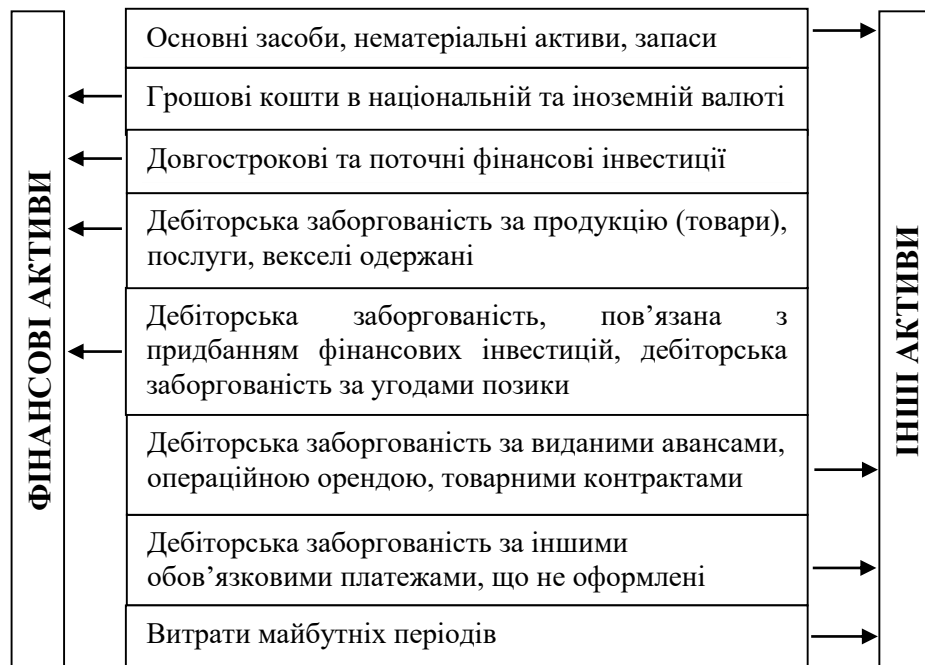 ФІНАНСОВІ АКТИВИ
Основні засоби, нематеріальні активи, запаси
Грошові кошти в національній та іноземній валюті
Довгострокові та поточні фінансові інвестиції
Дебіторська заборгованість за продукцію (товари),
послуги, векселі одержані
Дебіторська заборгованість, пов’язана з
придбанням фінансових інвестицій, дебіторська
заборгованість за угодами позики
Дебіторська заборгованість за виданими авансами,
операційною орендою, товарними контрактами
Дебіторська заборгованість за іншими
обов’язковими платежами, що не оформлені
Витрати майбутніх періодів
ІНШІ АКТИВИ